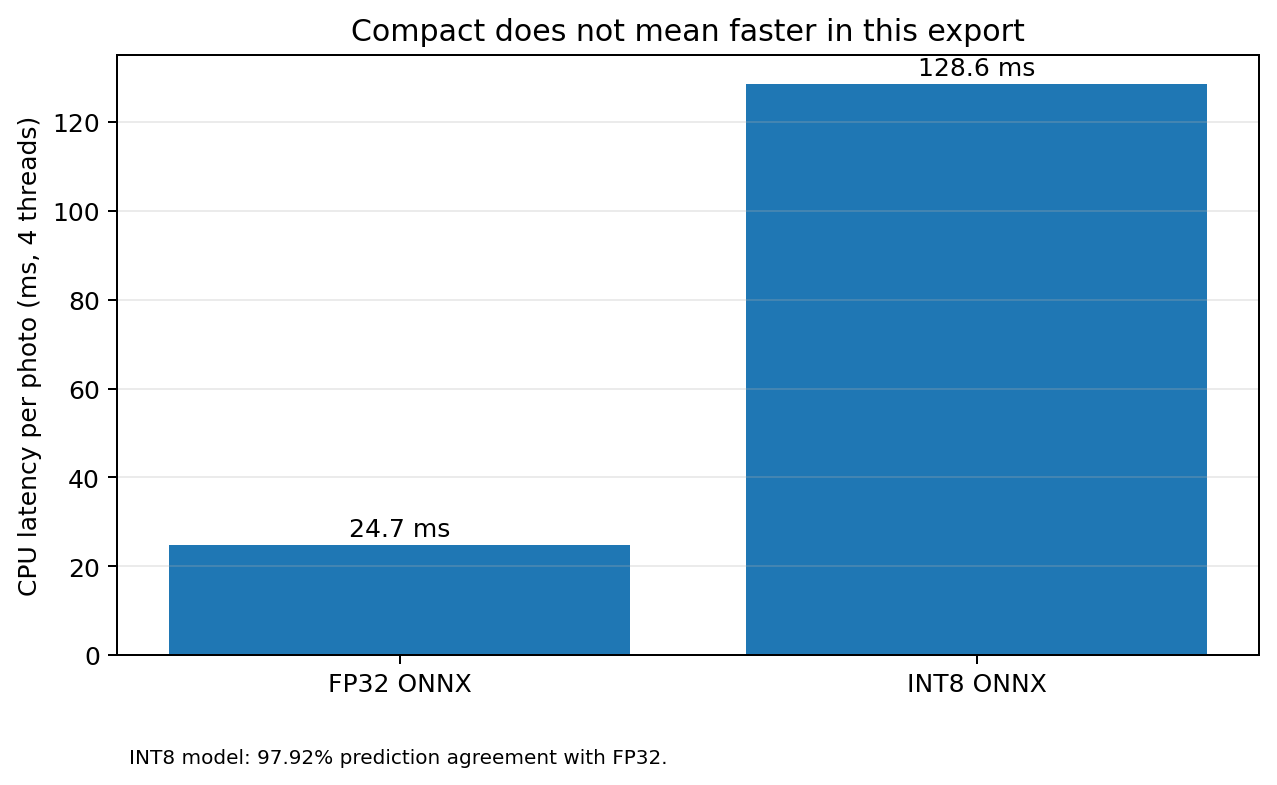 Compact does not mean faster in this export
CPU latency per photo (ms, 4 threads)
120
100
80
60
40
20
0
24.7 ms
128.6 ms
FP32 ONNX
INT8 ONNX
INT8 model: 97.92% prediction agreement with FP32.